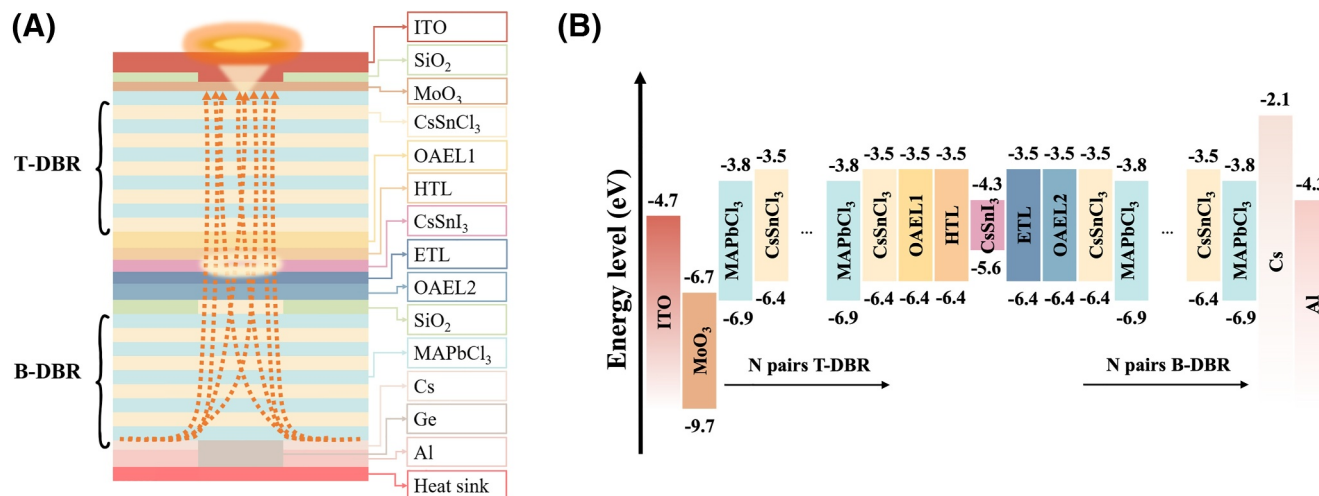 (A)
ITO
SiO2
MoO3
CsSnCl3
OAEL1
HTL
CsSnI3
ETL
OAEL2
SiO2
MAPbCl3
Cs
Ge
Al
Heat sink
T-DBR
B-DBR
(B)
Energy level (eV)
-4.7
ITO
-6.7
MoO3
-9.7
-3.8
MAPbCl3
-6.9
-3.5
CsSnCl3
-6.4
...
-3.8
MAPbCl3
-6.9
-3.5
CsSnCl3
-6.4
-3.5
OAEL1
-6.4
-3.5
HTL
-6.4
-4.3
CsSnI3
-5.6
-3.5
ETL
-6.4
-3.5
OAEL2
-6.4
-3.5
CsSnCl3
-6.4
-3.8
MAPbCl3
-6.9
...
-3.5
CsSnCl3
-6.4
-3.8
MAPbCl3
-6.9
-2.1
Cs
-4.3
Al
N pairs T-DBR
N pairs B-DBR